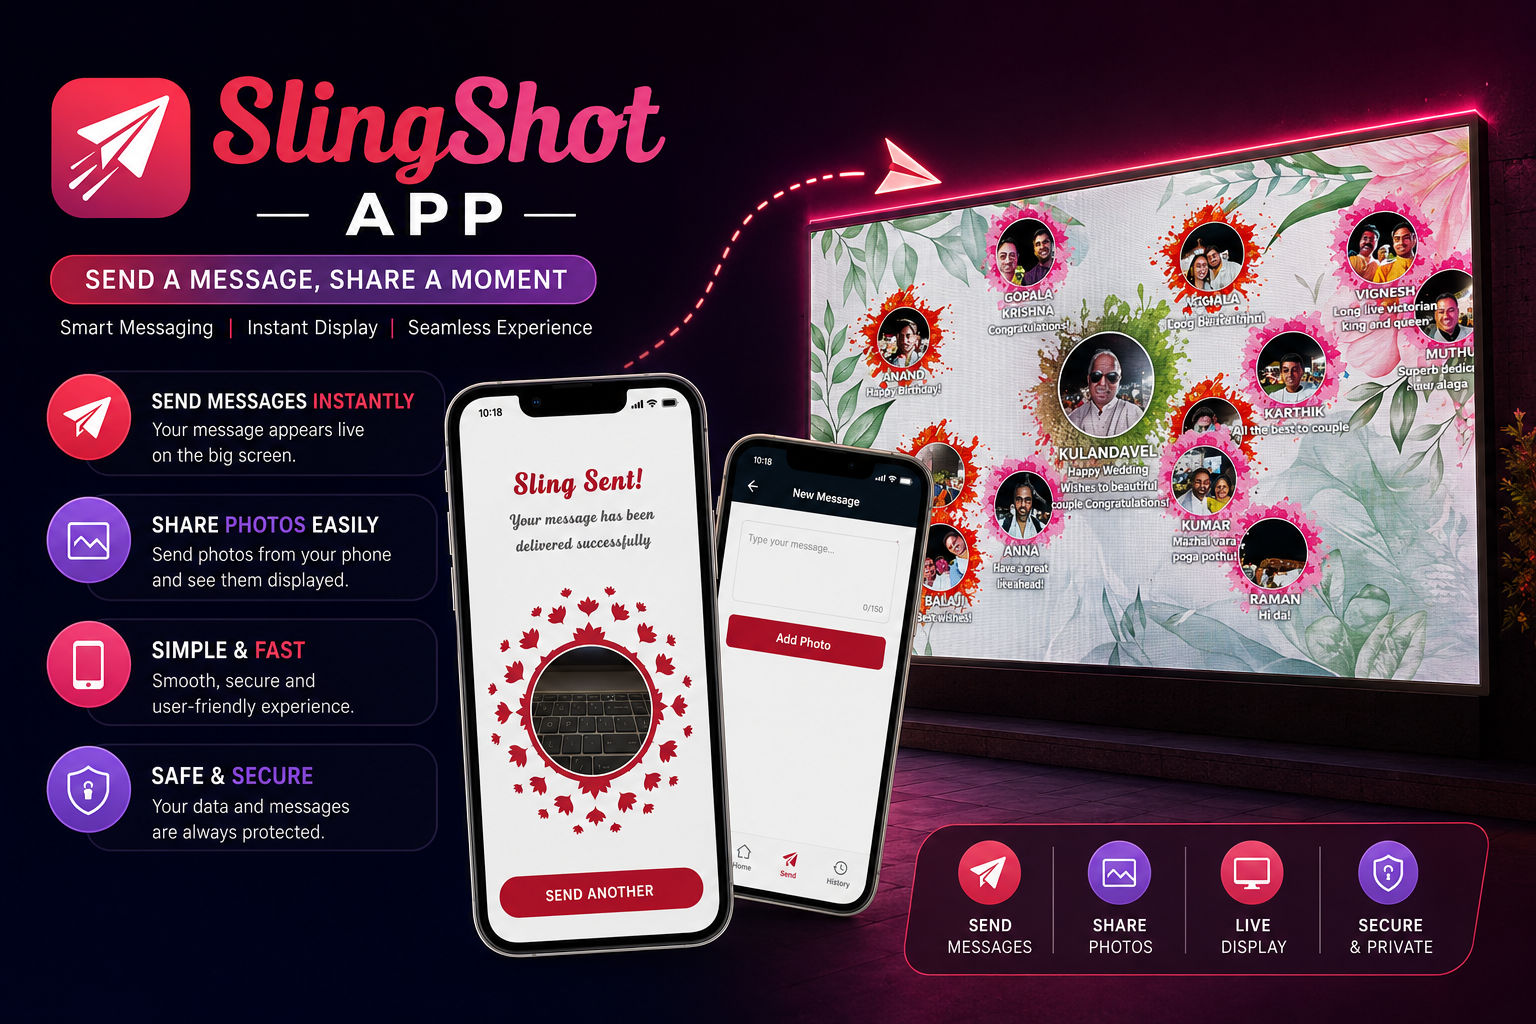 SlingShot
APP
SEND A MESSAGE, SHARE A MOMENT
Smart Messaging | Instant Display | Seamless Experience
SEND MESSAGES INSTANTLY
Your message appears live
on the big screen.
SHARE PHOTOS EASILY
Send photos from your phone
and see them displayed.
SIMPLE & FAST
Smooth, secure and
user-friendly experience.
SAFE & SECURE
Your data and messages
are always protected.
10:18
Sling Sent!
Your message has been
delivered successfully
SEND ANOTHER
10:18
New Message
Type your message...
0/150
Add Photo
Home
Send
History
GOPALA
KRISHNA
Congratulations!
VIGNESH
Long live victorian
king and queen
ANAND
Happy Birthday!
MUTHU
Superb
alaga
KARTHIK
All the best to couple
KULANDAVEL
Happy Wedding
Wishes to beautiful
couple Congratulations!
KUMAR
Mazhai vara
poga pothu!
ANNA
Have a great
BALAJI
Best wishes!
RAMAN
Hi da!
SEND
MESSAGES
SHARE
PHOTOS
LIVE
DISPLAY
SECURE
& PRIVATE